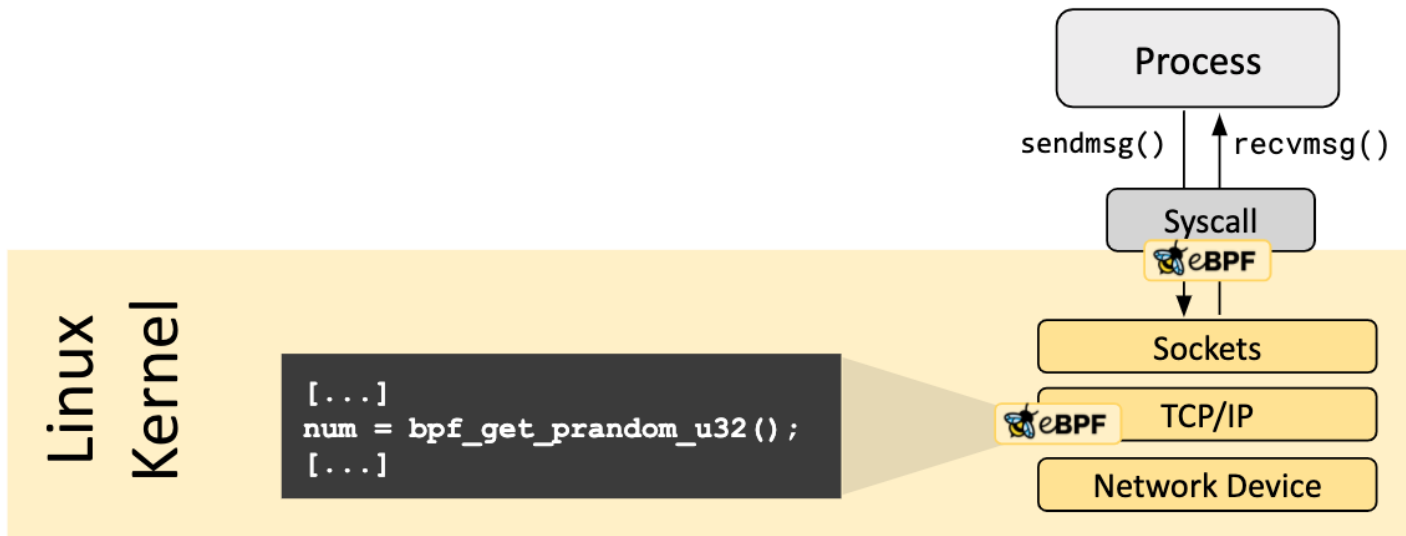 Process
sendmsg()
recvmsg()
Syscall
eBPF
Linux
Kernel
Sockets
[...]
num = bpf_get_prandom_u32();
[...]
eBPF
TCP/IP
Network Device